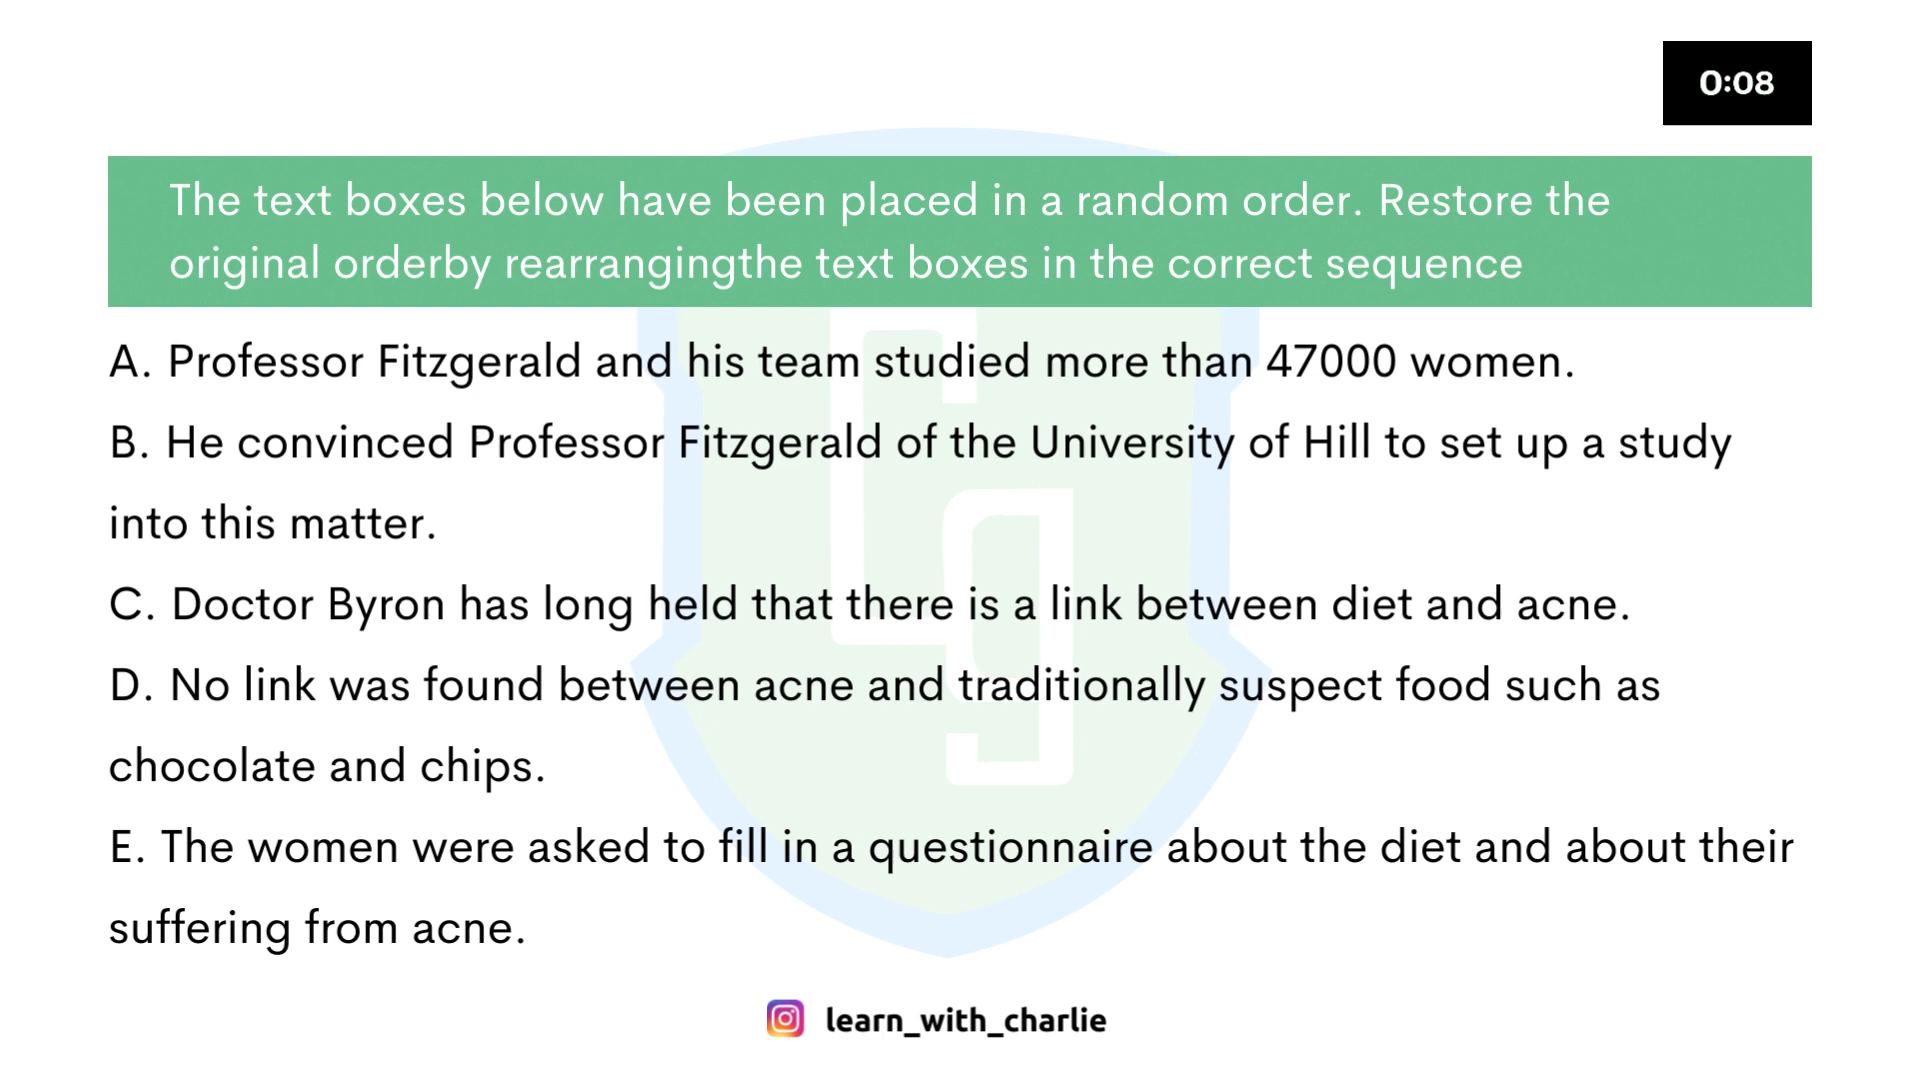 0:08
The text boxes below have been placed in a random order. Restore the
original orderby rearrangingthe text boxes in the correct sequence
A. Professor Fitzgerald and his team studied more than 47000 women.
B. He convinced Professor Fitzgerald of the University of Hill to set up a study
into this matter.
C. Doctor Byron has long held that there is a link between diet and acne.
D. No link was found between acne and traditionally suspect food such as
chocolate and chips.
E. The women were asked to fill in a questionnaire about the diet and about their
suffering from acne.
learn_with_charlie